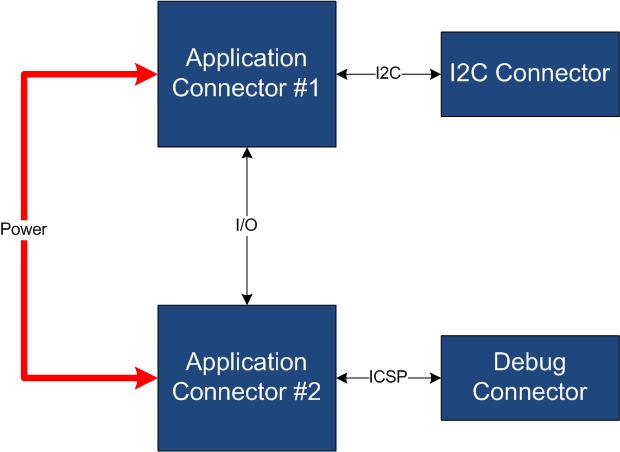 Application
Connector #1
I2C
I2C Connector
Power
I/O
Application
Connector #2
ICSP
Debug
Connector